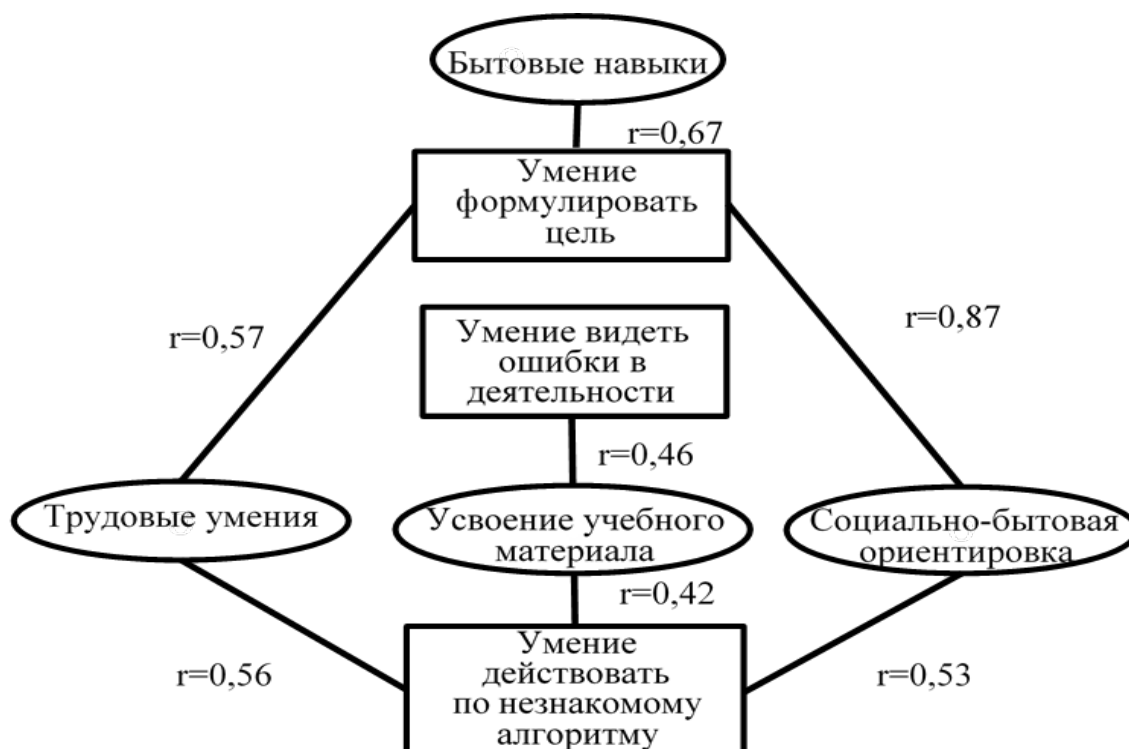 Бытовые навыки
r=0,67
Умение
формулировать
цель
r=0,57
r=0,87
Умение видеть
ошибки в
деятельности
r=0,46
Трудовые умения
Усвоение учебного
материала
Социально-бытовая
ориентировка
r=0,42
r=0,56
Умение
действовать
по незнакомому
алгоритму
r=0,53